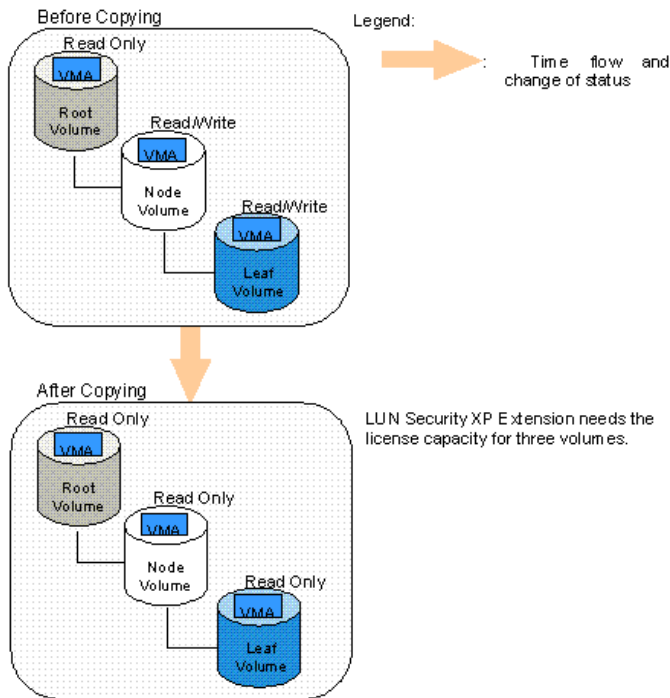 Before Copying
Legend:
: Time flow and
change of status
Read Only
VMA
Root
Volume
Read/Write
VMA
Node
Volume
Read/Write
VMA
Leaf
Volume
After Copying
LUN Security XP Extension needs the
license capacity for three volumes.
Read Only
VMA
Root
Volume
Read Only
VMA
Node
Volume
Read Only
VMA
Leaf
Volume